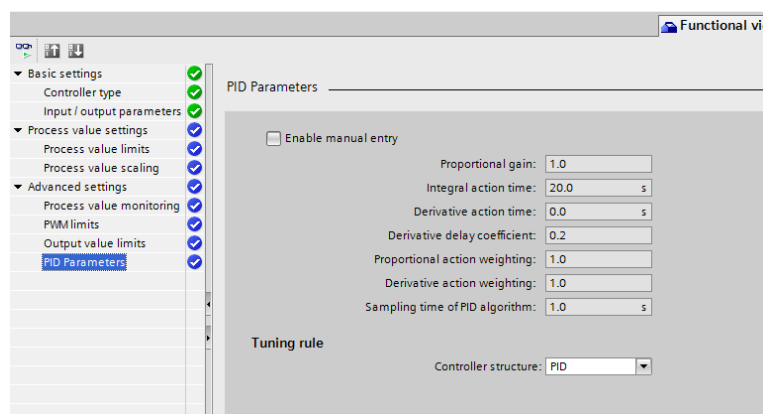 Functional vi
Basic settings
Controller type
Input / output parameters
Process value settings
Process value limits
Process value scaling
Advanced settings
Process value monitoring
PWM limits
Output value limits
PID Parameters
PID Parameters
Enable manual entry
Proportional gain: 1.0
Integral action time: 20.0 s
Derivative action time: 0.0 s
Derivative delay coefficient: 0.2
Proportional action weighting: 1.0
Derivative action weighting: 1.0
Sampling time of PID algorithm: 1.0 s
Tuning rule
Controller structure: PID